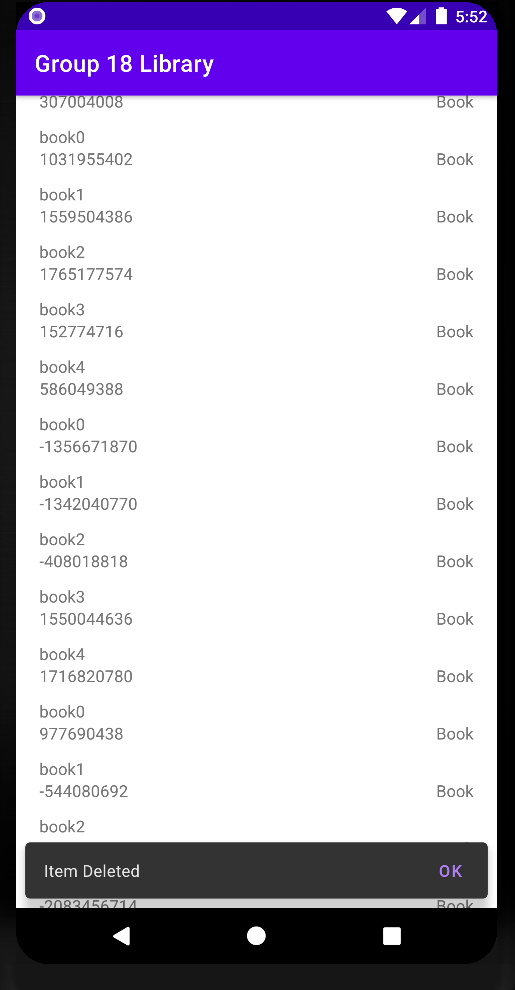 5:52
Group 18 Library
307004008 Book
book0
1031955402 Book
book1
1559504386 Book
book2
1765177574 Book
book3
152774716 Book
book4
586049388 Book
book0
-1356671870 Book
book1
-1342040770 Book
book2
-408018818 Book
book3
1550044636 Book
book4
1716820780 Book
book0
977690438 Book
book1
-544080692 Book
book2
Item Deleted OK
-2083456714 Book